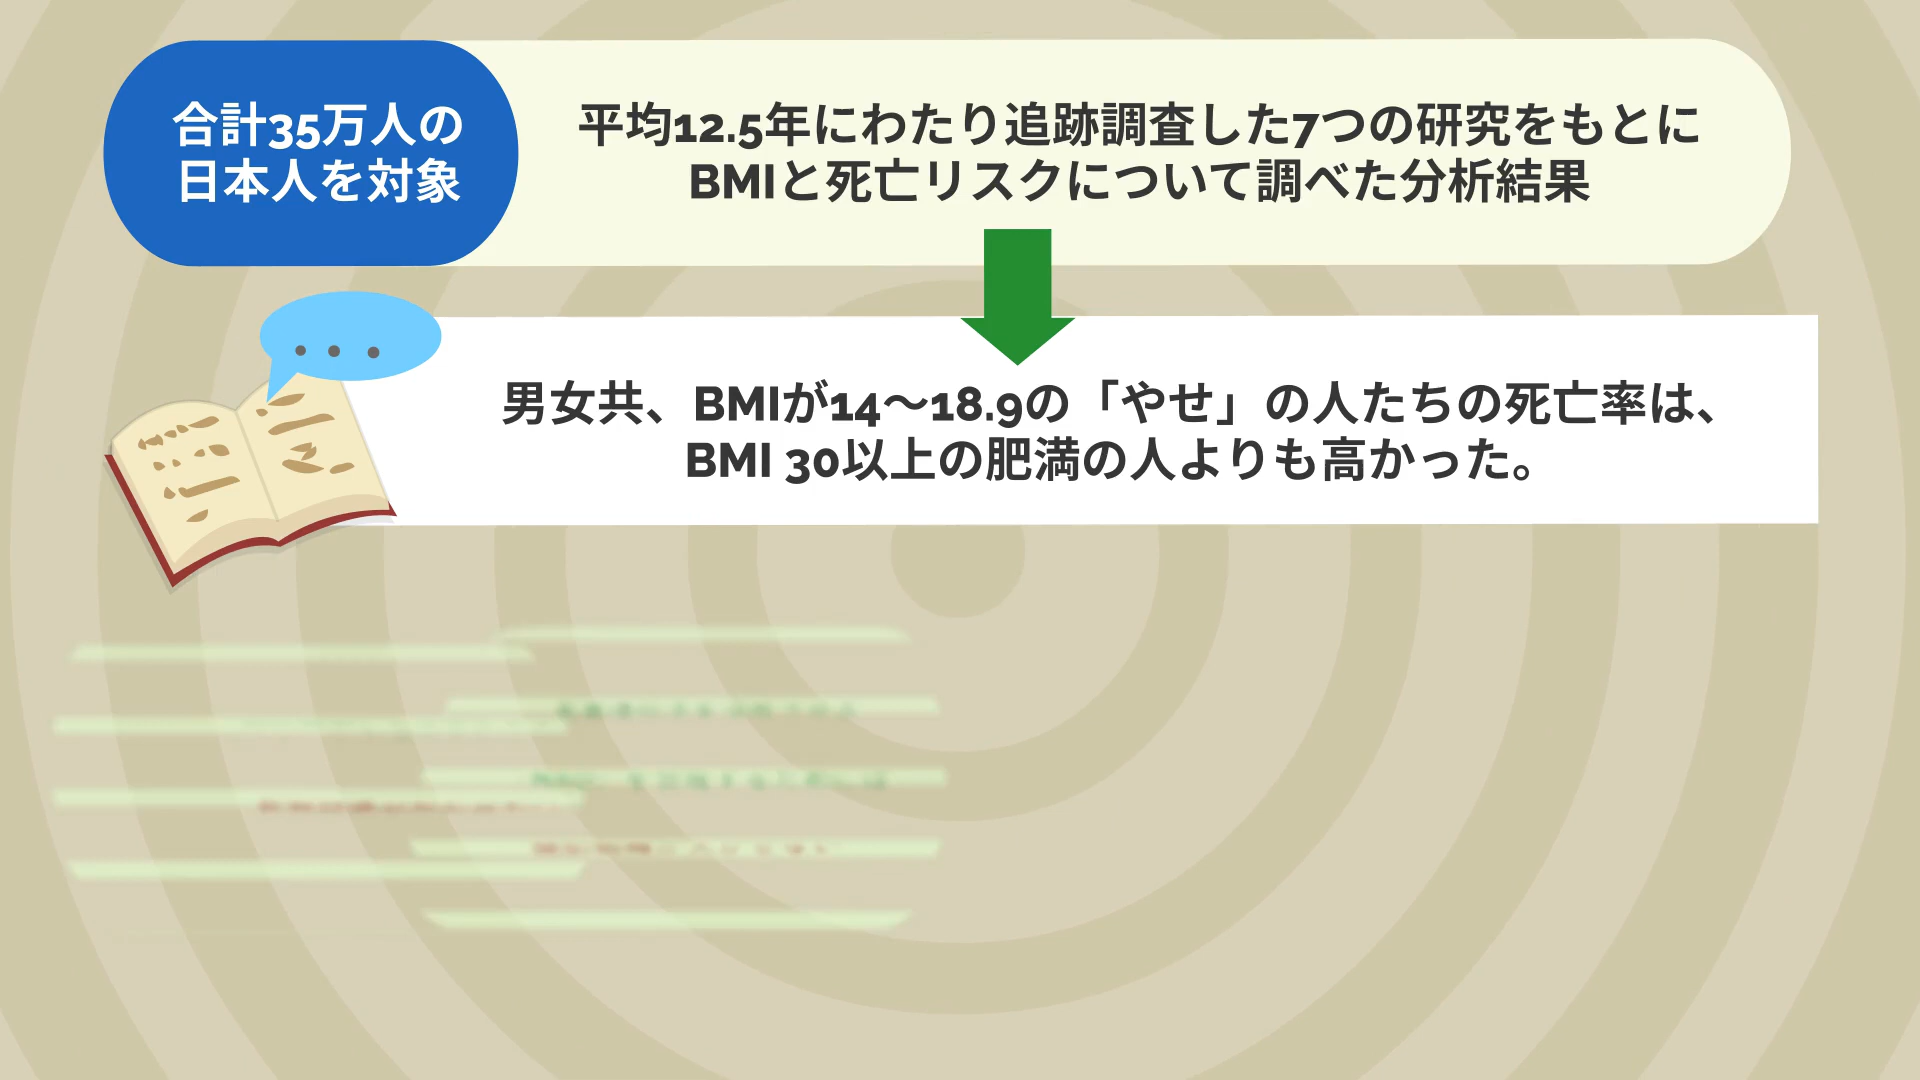 合計35万人の
日本人を対象
平均12.5年にわたり追跡調査した7つの研究をもとに
BMIと死亡リスクについて調べた分析結果
男女共、BMIが14〜18.9の「やせ」の人たちの死亡率は、
BMI 30以上の肥満の人よりも高かった。